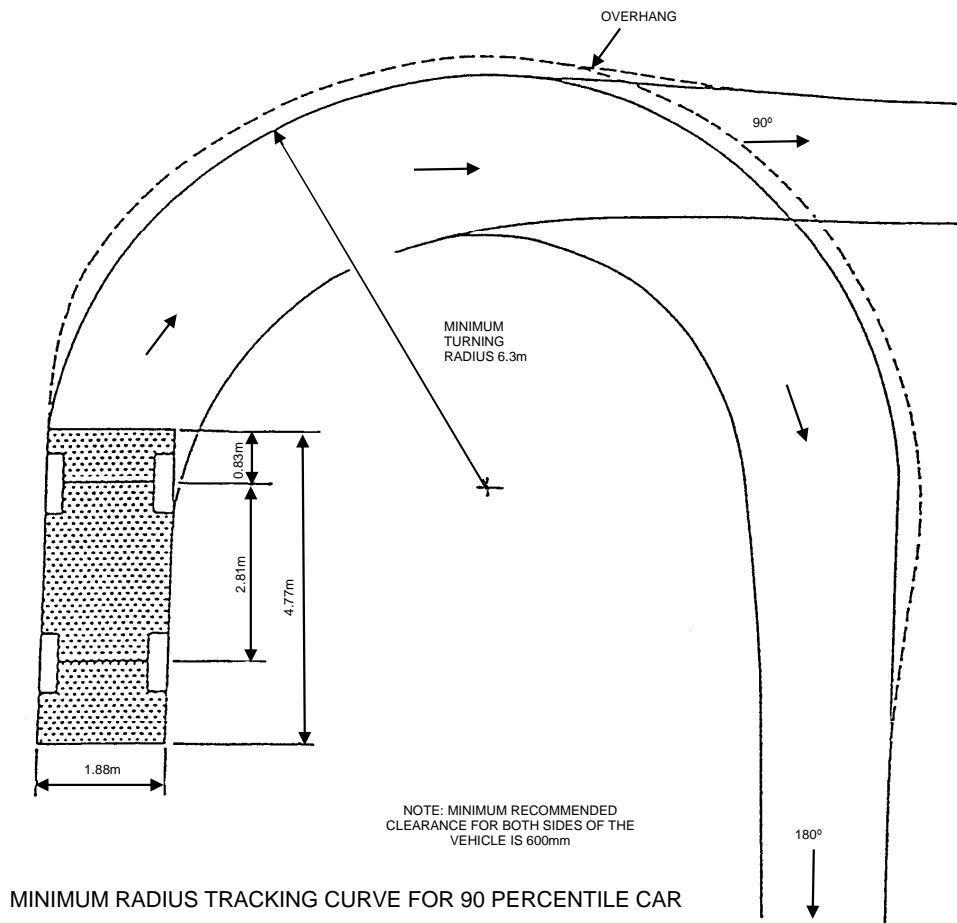 OVERHANG
90º
MINIMUM
TURNING
RADIUS 6.3m
0.83m
2.81m
4.77m
1.88m
NOTE: MINIMUM RECOMMENDED
CLEARANCE FOR BOTH SIDES OF THE
VEHICLE IS 600mm
180º
MINIMUM RADIUS TRACKING CURVE FOR 90 PERCENTILE CAR